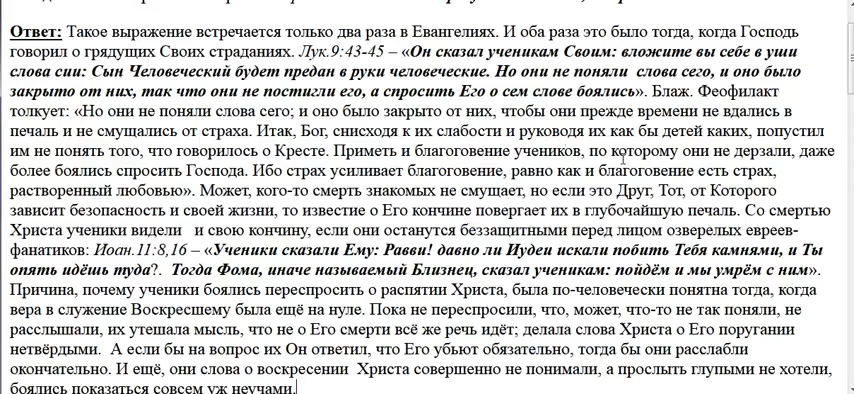 Ответ: Такое выражение встречается только два раза в Евангелиях. И оба раза это было тогда, когда Господь
говорил о грядущих Своих страданиях. Лук.9:43-45 – «Он сказал ученикам Своим: вложите вы себе в уши
слова сии: Сын Человеческий будет предан в руки человеческие. Но они не поняли слова сего, и оно было
закрыто от них, так что они не постигли его, а спросить Его о сем слове боялись». Блаж. Феофилакт
толкует: «Но они не поняли слова сего; и оно было закрыто от них, чтобы они прежде времени не вдались в
печаль и не смущались от страха. Итак, Бог, снисходя к их слабости и руководя их как бы детей каких, попустил
им не понять того, что говорилось о Кресте. Приметь и благоговение учеников, по которому они не дерзали, даже
более боялись спросить Господа. Ибо страх усиливает благоговение, равно как и благоговение есть страх,
растворенный любовью». Может, кого-то смерть знакомых не смущает, но если это Друг, Тот, от Которого
зависит безопасность и своей жизни, то известие о Его кончине повергает их в глубочайшую печаль. Со смертью
Христа ученики видели и свою кончину, если они останутся беззащитными перед лицом озверелых евреев-
фанатиков: Иоан.11:8,16 – «Ученики сказали Ему: Равви! давно ли Иудеи искали побить Тебя камнями, и Ты
опять идёшь туда?. Тогда Фома, иначе называемый Близнец, сказал ученикам: пойдём и мы умрём с ним».
Причина, почему ученики боялись переспросить о распятии Христа, была по-человечески понятна тогда, когда
вера в служение Воскресшему была ещё на нуле. Пока не переспросили, что, может, что-то не так поняли, не
расслышали, их утешала мысль, что не о Его смерти всё же речь идёт; делала слова Христа о Его поругании
нетвёрдыми. А если бы на вопрос их Он ответил, что Его убьют обязательно, тогда бы они расслабли
окончательно. И ещё, они слова о воскресении Христа совершенно не понимали, а прослыть глупыми не хотели,
боялись показаться совсем уж неучами.